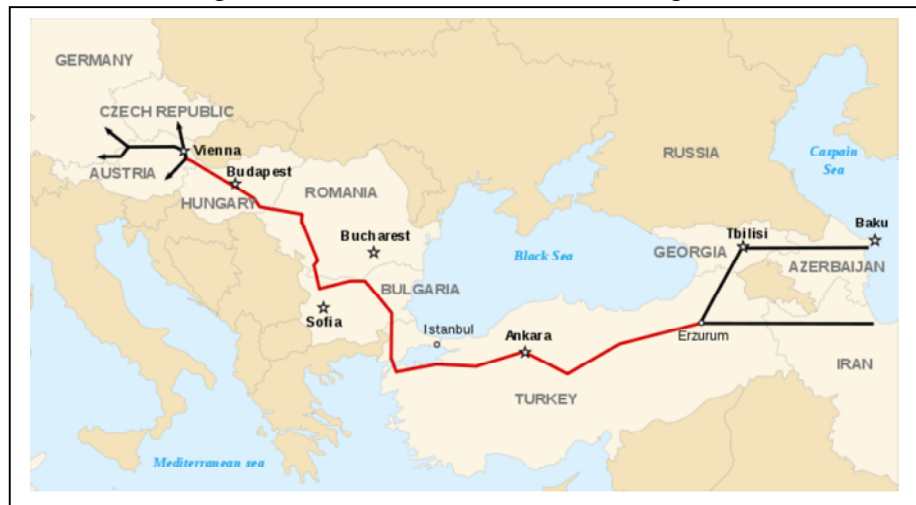 GERMANY
CZECH REPUBLIC
Vienna
AUSTRIA
Budapest
HUNGARY
ROMANIA
RUSSIA
Caspain
Sea
Bucharest
Black Sea
Tbilisi
Baku
GEORGIA
AZERBAIJAN
BULGARIA
Sofia
Istanbul
Ankara
Erzurum
IRAN
TURKEY
Mediterranean sea